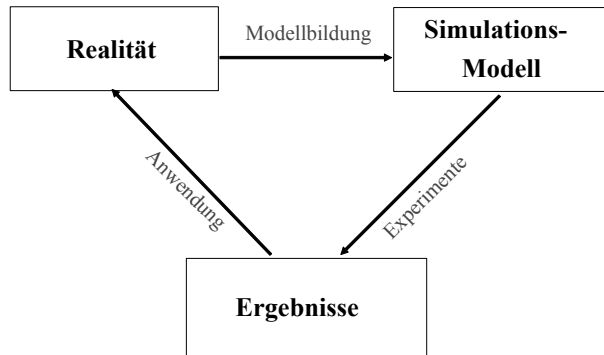 Realität
Modellbildung
Simulations-
Modell
Anwendung
Experimente
Ergebnisse